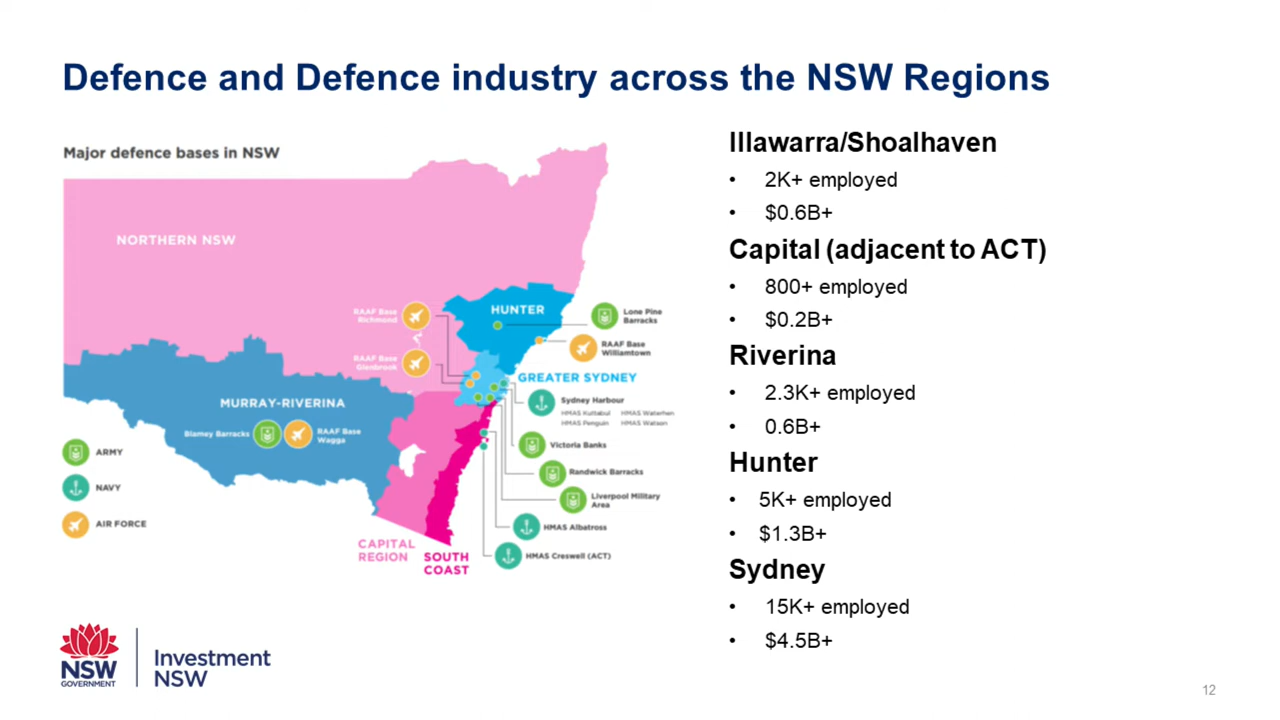 Defence and Defence industry across the NSW Regions
Major defence bases in NSW
NORTHERN NSW
HUNTER
RAAF Base
Richmond
Lone Pine
Barracks
RAAF Base
Williamtown
RAAF Base
Glenbrook
GREATER SYDNEY
Sydney Harbour
HMAS Kuttabul HMAS Waterhen
HMAS Penguin HMAS Watson
MURRAY-RIVERINA
Blamey Barracks
RAAF Base
Wagga
Victoria Banks
Randwick Barracks
Liverpool Military
Area
HMAS Albatross
HMAS Creswell (ACT)
ARMY
NAVY
AIR FORCE
CAPITAL
REGION
SOUTH
COAST
Illawarra/Shoalhaven
• 2K+ employed
• $0.6B+
Capital (adjacent to ACT)
• 800+ employed
• $0.2B+
Riverina
• 2.3K+ employed
• 0.6B+
Hunter
• 5K+ employed
• $1.3B+
Sydney
• 15K+ employed
• $4.5B+
NSW
GOVERNMENT
Investment
NSW
12